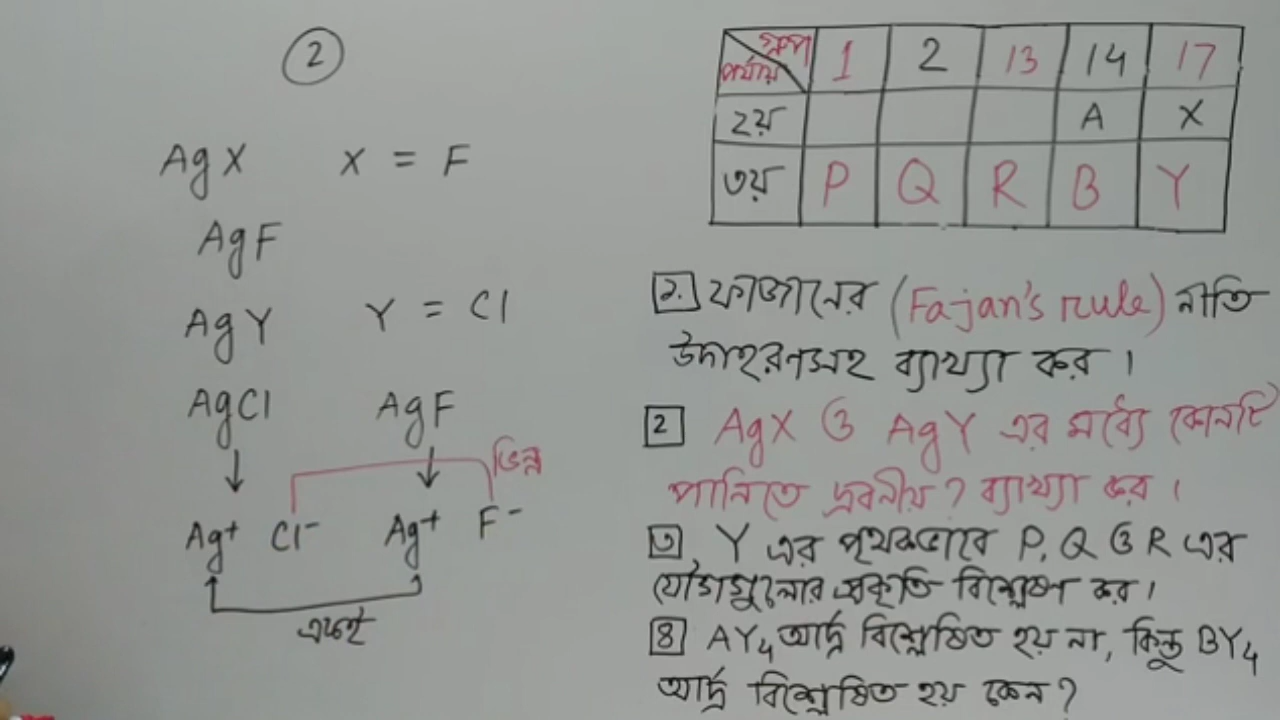 2
AgX X = F
AgF
AgY Y = Cl
AgCl AgF
ভিন্ন
Ag+ Cl- Ag+ F-
একই
গ্রুপ
পর্যায় 1 2 13 14 17
২য় A X
৩য় P Q R B Y
১. ফাজানের (Fajan's rule) নীতি
উদাহরণসহ ব্যাখ্যা কর।
2 AgX ও AgY এর মধ্যে কোনটি
পানিতে দ্রবনীয়? ব্যাখ্যা কর।
৩ Y এর পৃথকভাবে P, Q ও R এর
যৌগগুলোর প্রকৃতি বিশ্লেষণ কর।
8 AY4 আর্দ্র বিশ্লেষিত হয় না, কিন্তু BY4
আর্দ্র বিশ্লেষিত হয় কেন?